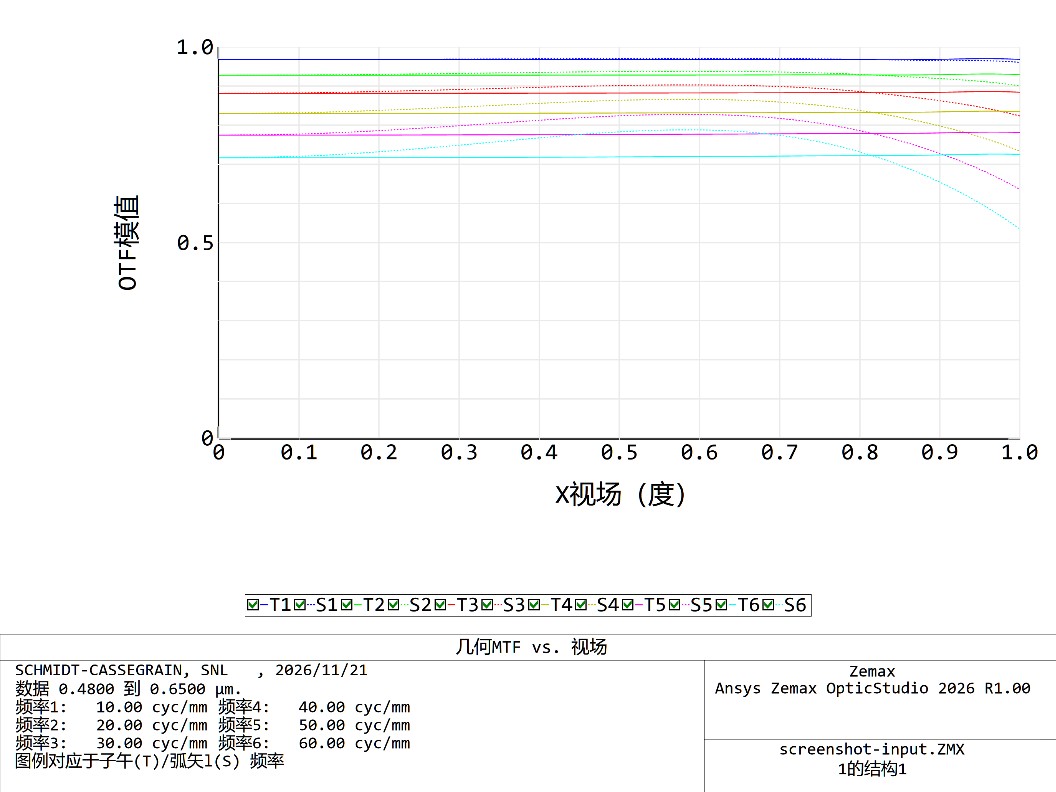 1.0
0.5
0
OTF模值
0 0.1 0.2 0.3 0.4 0.5 0.6 0.7 0.8 0.9 1.0
X视场 (度)
T1 S1 T2 S2 T3 S3 T4 S4 T5 S5 T6 S6
几何MTF vs. 视场
SCHMIDT-CASSEGRAIN, SNL , 2026/11/21
数据 0.4800 到 0.6500 µm.
频率1: 10.00 cyc/mm 频率4: 40.00 cyc/mm
频率2: 20.00 cyc/mm 频率5: 50.00 cyc/mm
频率3: 30.00 cyc/mm 频率6: 60.00 cyc/mm
图例对应于子午(T)/弧矢l(S) 频率
Zemax
Ansys Zemax OpticStudio 2026 R1.00
screenshot-input.ZMX
1的结构1